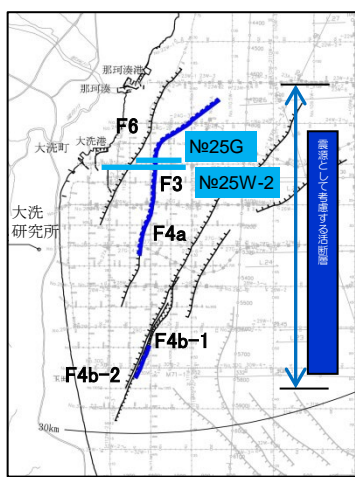 那珂湊港
那珂湊
F6
№25G
大洗町
大洗港
F3
№25W-2
大洗
研究所
F4a
震源として考慮する活断層
F4b-1
F4b-2
30km